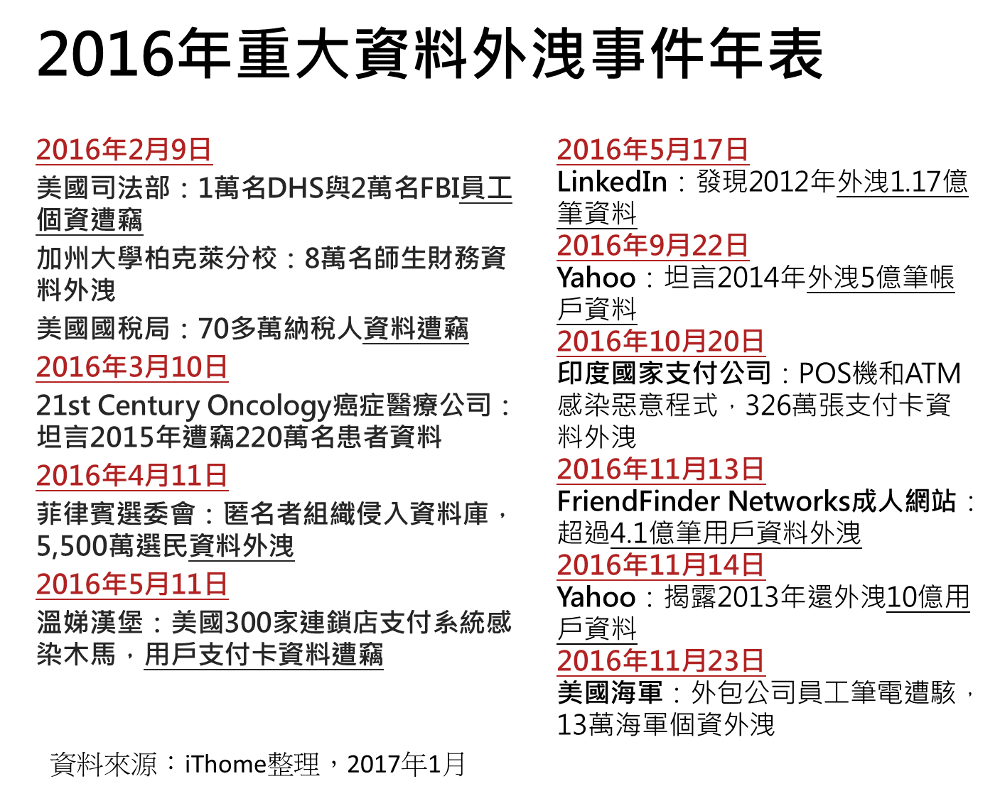 2016年重大資料外洩事件年表
2016年2月9日
美國司法部：1萬名DHS與2萬名FBI員工
個資遭竊
加州大學柏克萊分校：8萬名師生財務資
料外洩
美國國稅局：70多萬納稅人資料遭竊
2016年3月10日
21st Century Oncology癌症醫療公司：
坦言2015年遭竊220萬名患者資料
2016年4月11日
菲律賓選委會：匿名者組織侵入資料庫，
5,500萬選民資料外洩
2016年5月11日
溫娣漢堡：美國300家連鎖店支付系統感
染木馬，用戶支付卡資料遭竊
2016年5月17日
LinkedIn：發現2012年外洩1.17億
筆資料
2016年9月22日
Yahoo：坦言2014年外洩5億筆帳
戶資料
2016年10月20日
印度國家支付公司：POS機和ATM
感染惡意程式，326萬張支付卡資
料外洩
2016年11月13日
FriendFinder Networks成人網站：
超過4.1億筆用戶資料外洩
2016年11月14日
Yahoo：揭露2013年還外洩10億用
戶資料
2016年11月23日
美國海軍：外包公司員工筆電遭駭，
13萬海軍個資外洩
資料來源：iThome整理，2017年1月